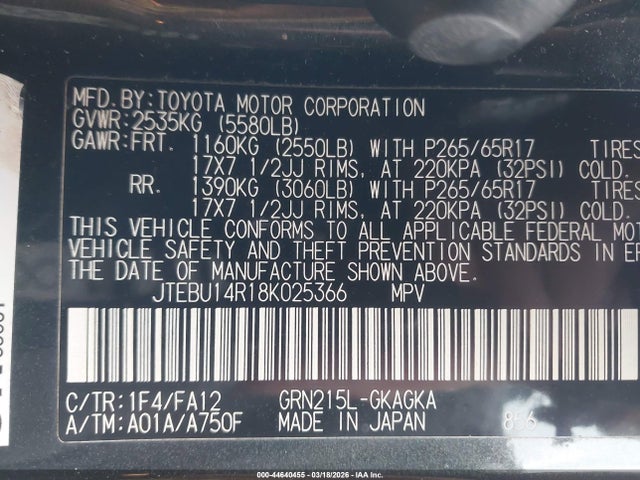 MFD.BY:TOYOTA MOTOR CORPORATION
GVWR:2535KG (5580LB)
GAWR:FRT. 1160KG (2550LB) WITH P265/65R17 TIRES
17X7 1/2JJ RIMS, AT 220KPA (32PSI) COLD.
RR. 1390KG (3060LB) WITH P265/65R17 TIRES
17X7 1/2JJ RIMS, AT 220KPA (32PSI) COLD.
THIS VEHICLE CONFORMS TO ALL APPLICABLE FEDERAL MOT
VEHICLE SAFETY AND THEFT PREVENTION STANDARDS IN EF
THE DATE OF MANUFACTURE SHOWN ABOVE.
JTEBU14R18K025366 MPV
C/TR:1F4/FA12 GRN215L-GKAGKA
A/TM:A01A/A750F MADE IN JAPAN 856
000-44640455 - 03/18/2026 - IAA Inc.